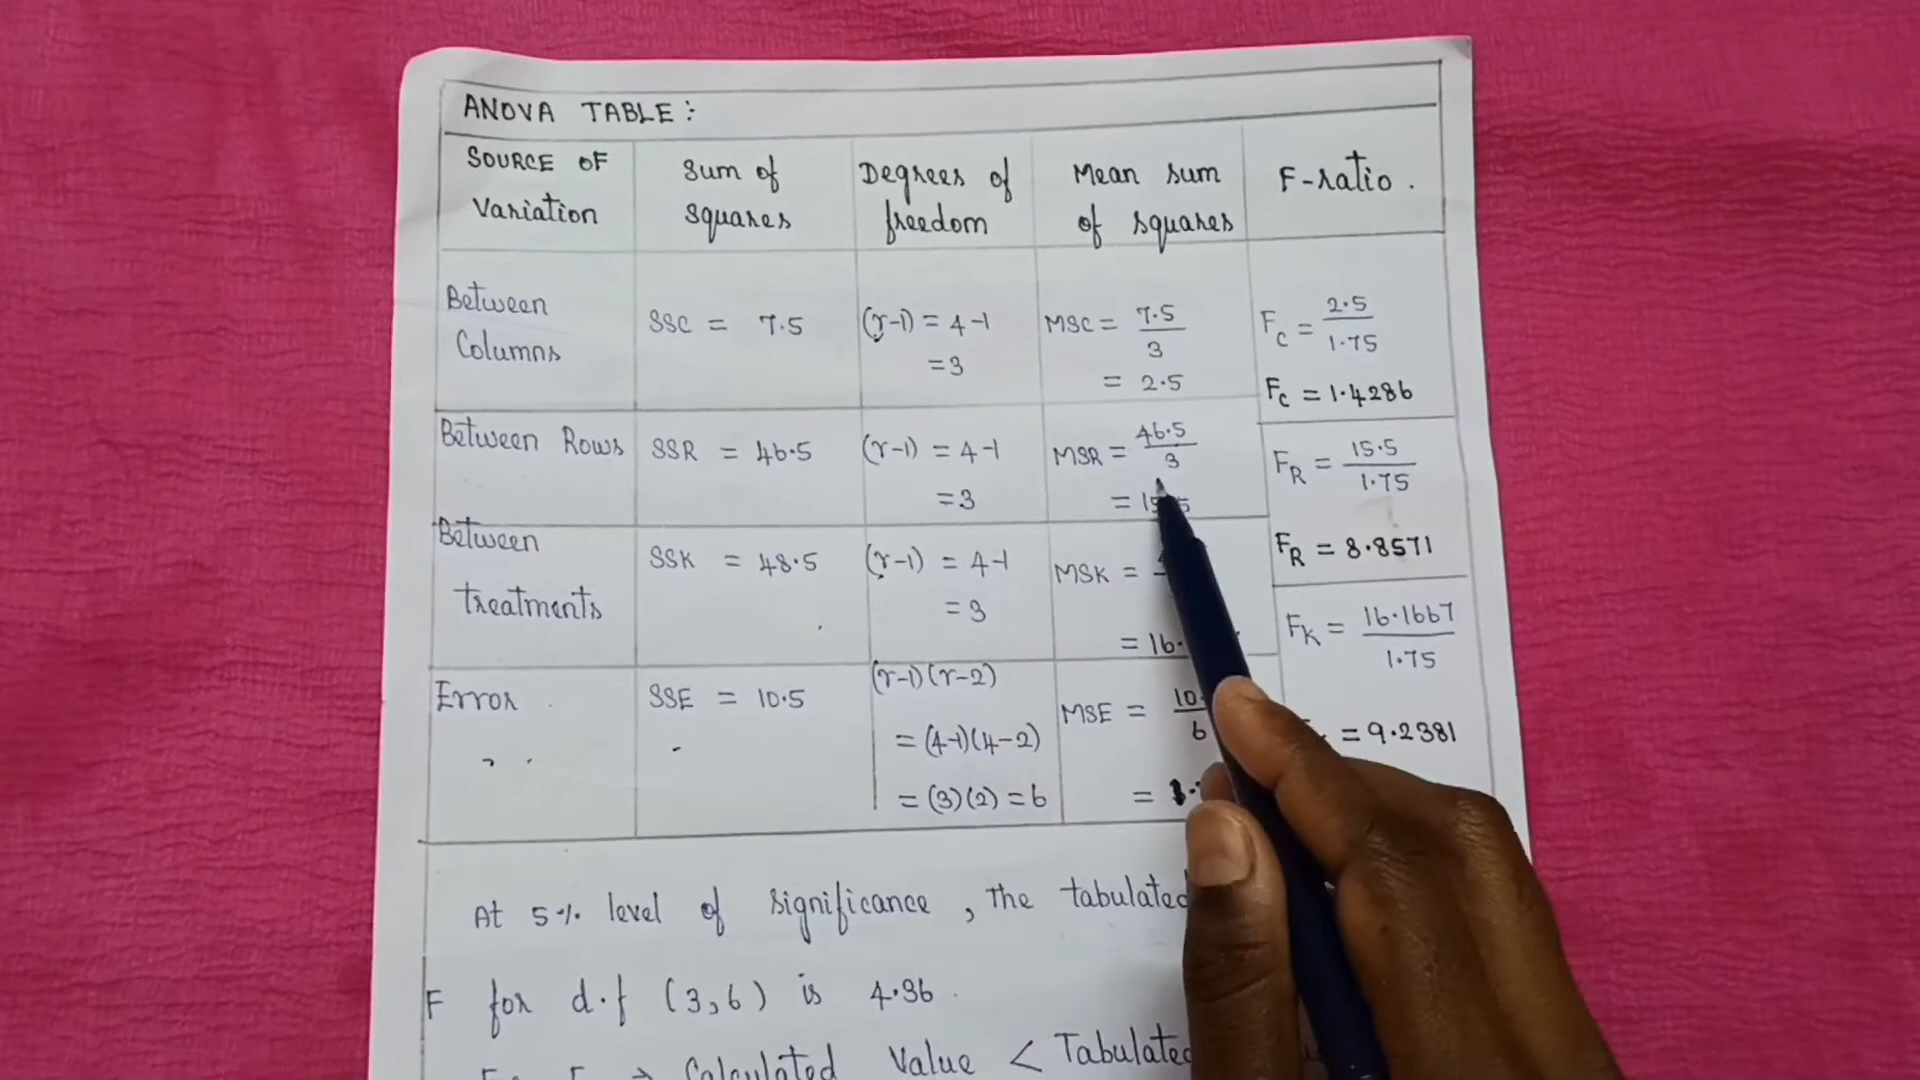 ANOVA TABLE:
SOURCE OF Variation
Sum of squares
Degrees of freedom
Mean sum of squares
F-ratio.
Between Columns
SSC = 7.5
(r-1) = 4-1
=3
MSC = 7.5/3
= 2.5
FC = 2.5/1.75
FC = 1.4286
Between Rows
SSR = 46.5
(r-1) = 4-1
=3
MSR = 46.5/3
FR = 15.5/1.75
FR = 8.8571
Between treatments
SSK = 48.5
(r-1) = 4-1
=3
MSK =
= 16.
FK = 16.1667/1.75
= 9.2381
Error
SSE = 10.5
(r-1)(r-2)
= (4-1)(4-2)
= (3)(2) = 6
MSE = 10./6
At 5% level of significance, The tabulated
F for d.f (3,6) is 4.36.
Calculated Value < Tabulated